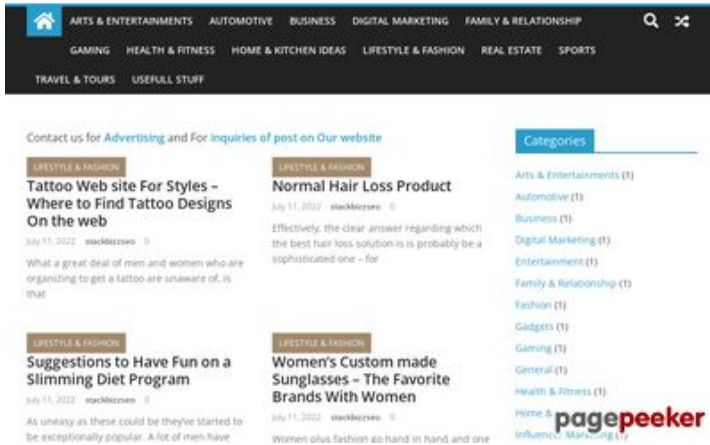 ARTS & ENTERTAINMENTS AUTOMOTIVE BUSINESS DIGITAL MARKETING FAMILY & RELATIONSHIP
GAMING HEALTH & FITNESS HOME & KITCHEN IDEAS LIFESTYLE & FASHION REAL ESTATE SPORTS
TRAVEL & TOURS USEFULL STUFF
Contact us for Advertising and For inquiries of post on Our website
LIFESTYLE & FASHION
Tattoo Web site For Styles –
Where to Find Tattoo Designs
On the web
July 11, 2022 stackbizzseo 0
What a great deal of men and women who are
organizing to get a tattoo are unaware of, is
that
LIFESTYLE & FASHION
Normal Hair Loss Product
July 11, 2022 stackbizzseo 0
Effectively, the clear answer regarding which
the best hair loss solution is is probably be a
sophisticated one – for
LIFESTYLE & FASHION
Suggestions to Have Fun on a
Slimming Diet Program
July 11, 2022 stackbizzseo 0
As uneasy as these could be they've started to
be exceptionally popular. A lot of men have
LIFESTYLE & FASHION
Women's Custom made
Sunglasses – The Favorite
Brands With Women
July 11, 2022 stackbizzseo 0
Women plus fashion go hand in hand and one
Categories
Arts & Entertainments (1)
Automotive (1)
Business (1)
Digital Marketing (1)
Entertainment (1)
Family & Relationship (1)
Fashion (1)
Gadgets (1)
Gaming (1)
General (1)
Health & Fitness (1)
Home &
Influencer Marketing (1)
pagepeeker